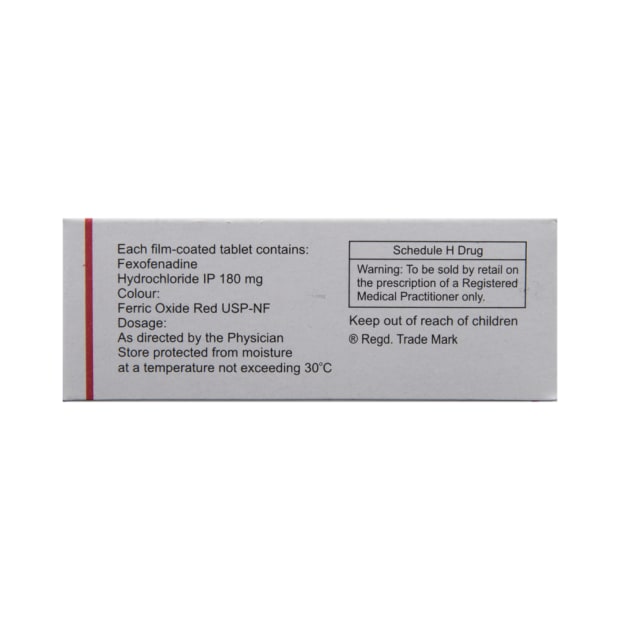 Each film-coated tablet contains:
Fexofenadine
Hydrochloride IP 180 mg
Colour:
Ferric Oxide Red USP-NF
Dosage:
As directed by the Physician
Store protected from moisture
at a temperature not exceeding 30°C
Schedule H Drug
Warning: To be sold by retail on
the prescription of a Registered
Medical Practitioner only.
Keep out of reach of children
® Regd. Trade Mark